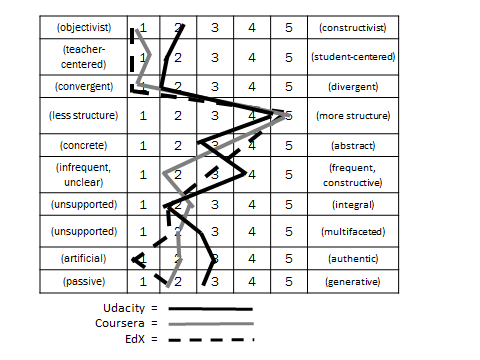 (objectivist) 1 2 3 4 5 (constructivist)
(teacher-
centered) 1 2 3 4 5 (student-centered)
(convergent) 1 2 3 4 5 (divergent)
(less structure) 1 2 3 4 5 (more structure)
(concrete) 1 2 3 4 5 (abstract)
(infrequent,
unclear) 1 2 3 4 5 (frequent,
constructive)
(unsupported) 1 2 3 4 5 (integral)
(unsupported) 1 2 3 4 5 (multifaceted)
(artificial) 1 2 3 4 5 (authentic)
(passive) 1 2 3 4 5 (generative)
Udacity =
Coursera =
EdX =